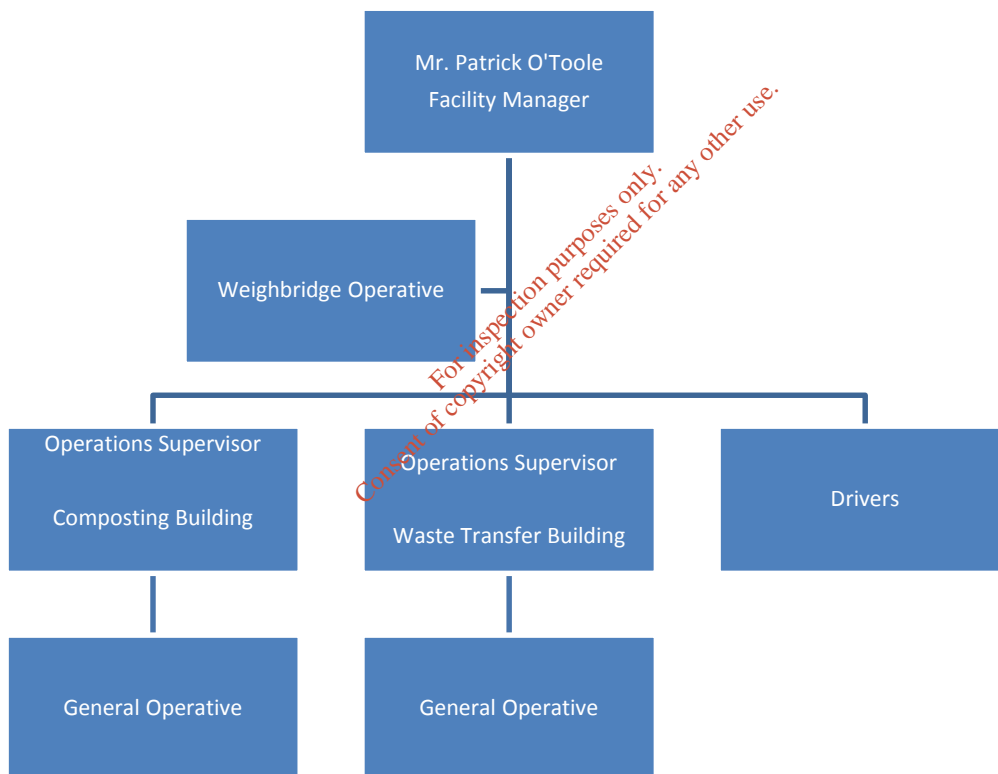 Mr. Patrick O'Toole
Facility Manager
Weighbridge Operative
For inspection purposes only.
Consent of copyright owner required for any other use.
Operations Supervisor
Composting Building
Operations Supervisor
Waste Transfer Building
Drivers
General Operative
General Operative